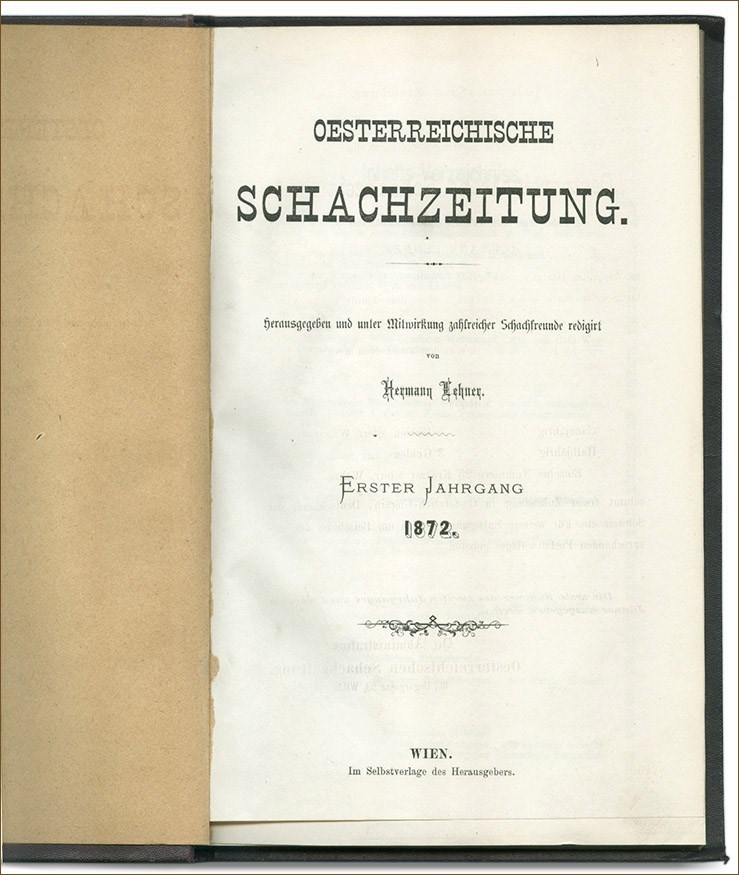 OESTERREICHISCHE
SCHACHZEITUNG.
Herausgegeben und unter Mitwirkung zahlreicher Schachfreunde redigirt
von
Hermann Lehner.
ERSTER JAHRGANG
1872.
WIEN.
Im Selbstverlage des Herausgebers.